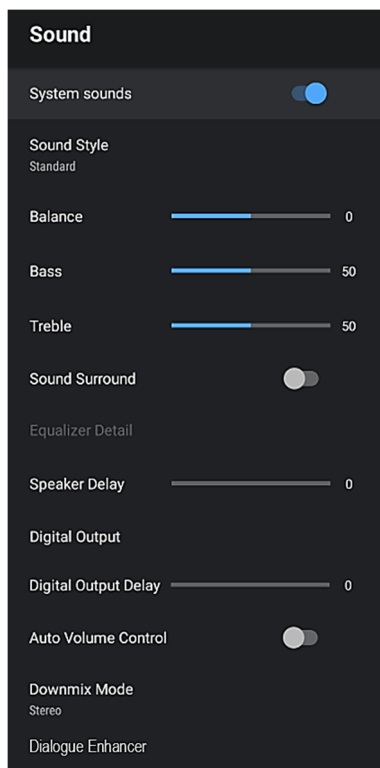 Sound
System sounds
Sound Style
Standard
Balance 0
Bass 50
Treble 50
Sound Surround
Equalizer Detail
Speaker Delay 0
Digital Output
Digital Output Delay 0
Auto Volume Control
Downmix Mode
Stereo
Dialogue Enhancer